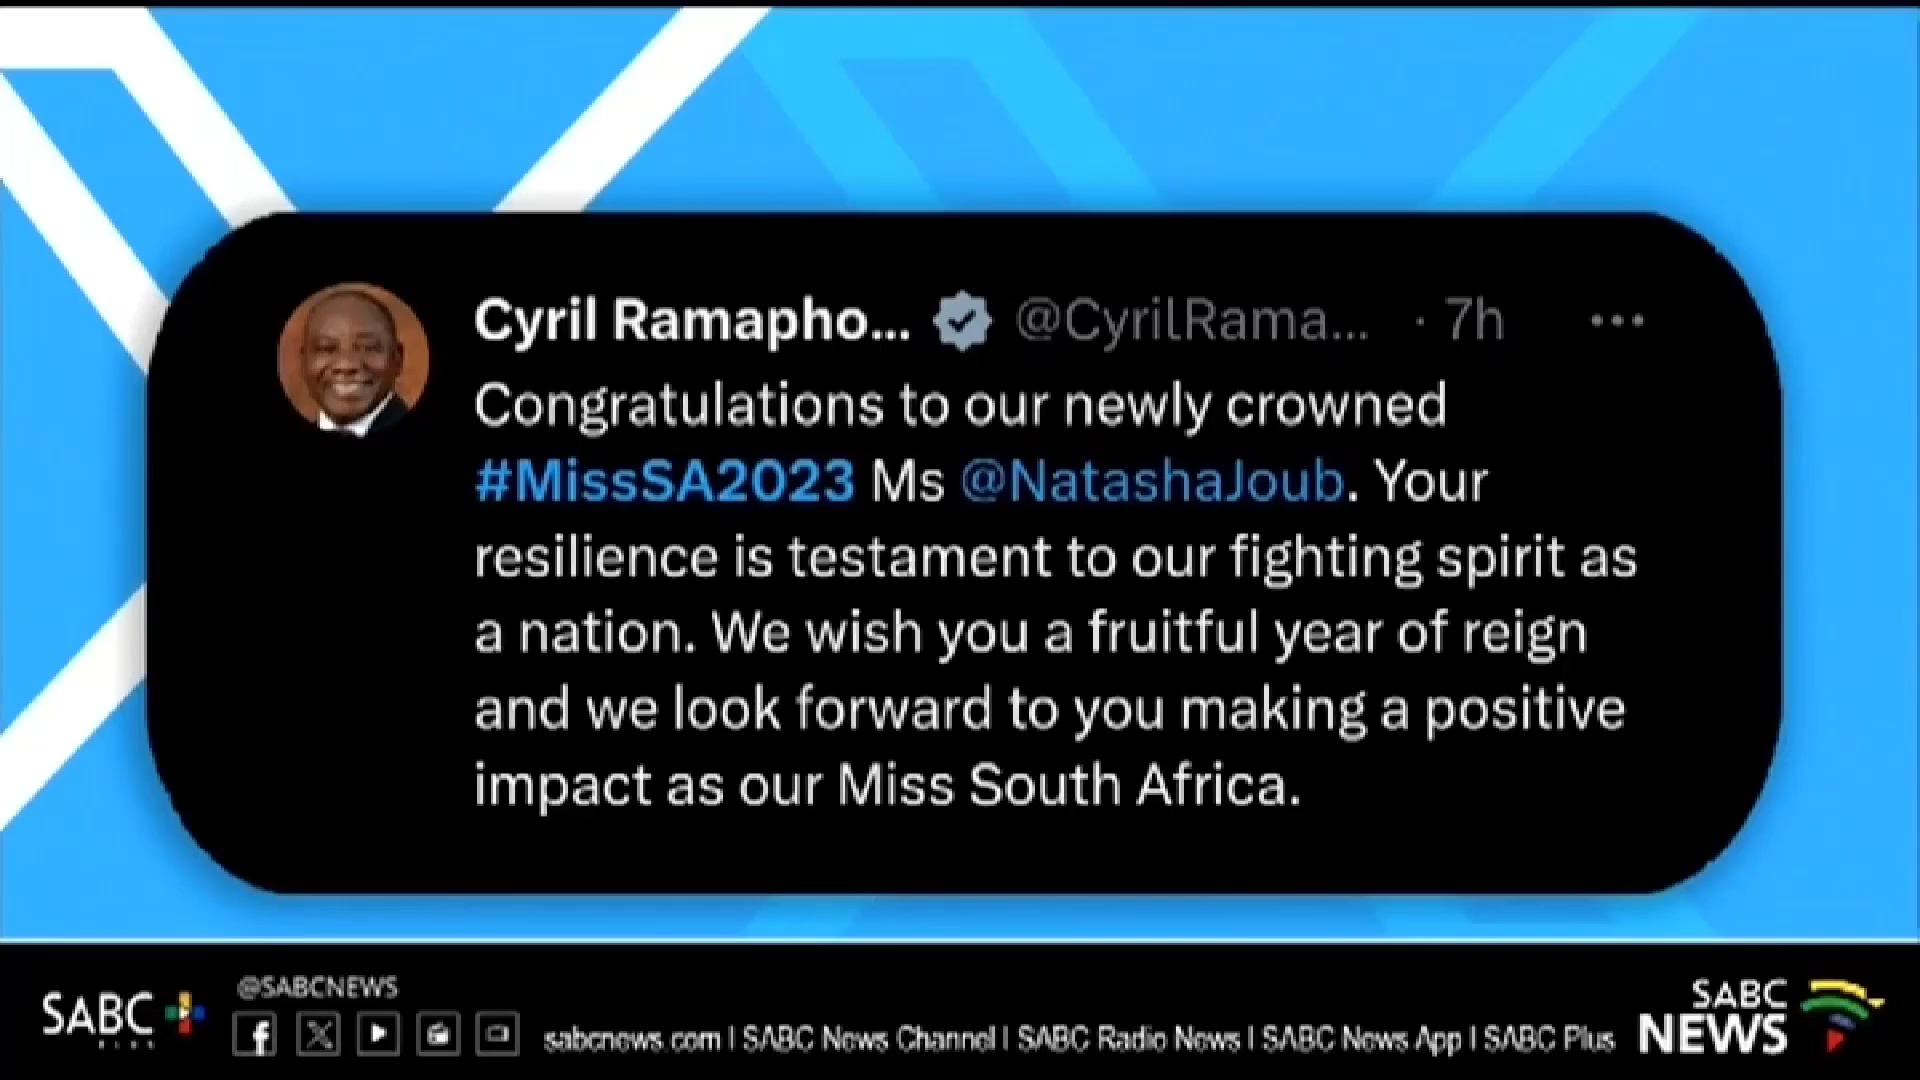 Cyril Ramapho... @CyrilRama... · 7h ...
Congratulations to our newly crowned
#MissSA2023 Ms @NatashaJoub. Your
resilience is testament to our fighting spirit as
a nation. We wish you a fruitful year of reign
and we look forward to you making a positive
impact as our Miss South Africa.
SABC
PLUS
@SABCNEWS
sabcnews.com | SABC News Channel | SABC Radio News | SABC News App | SABC Plus
SABC
NEWS